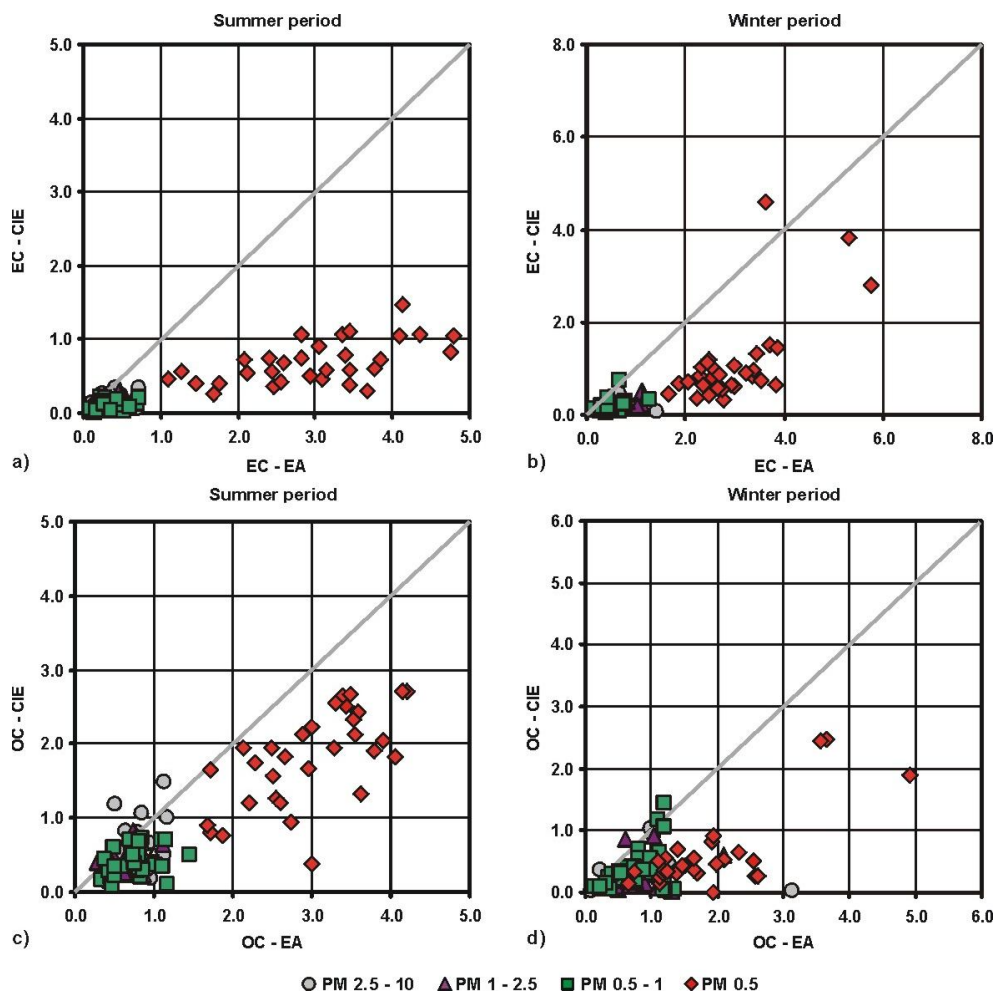 Summer period
Winter period
5.0
4.0
3.0
2.0
1.0
0.0
EC - CIE
0.0 1.0 2.0 3.0 4.0 5.0
a)
EC - EA
8.0
6.0
4.0
2.0
0.0
EC - CIE
0.0 2.0 4.0 6.0 8.0
b)
EC - EA
Summer period
Winter period
5.0
4.0
3.0
2.0
1.0
0.0
OC - CIE
0.0 1.0 2.0 3.0 4.0 5.0
c)
OC - EA
6.0
5.0
4.0
3.0
2.0
1.0
0.0
OC - CIE
0.0 1.0 2.0 3.0 4.0 5.0 6.0
d)
OC - EA
PM 2.5 - 10 PM 1 - 2.5 PM 0.5 - 1 PM 0.5